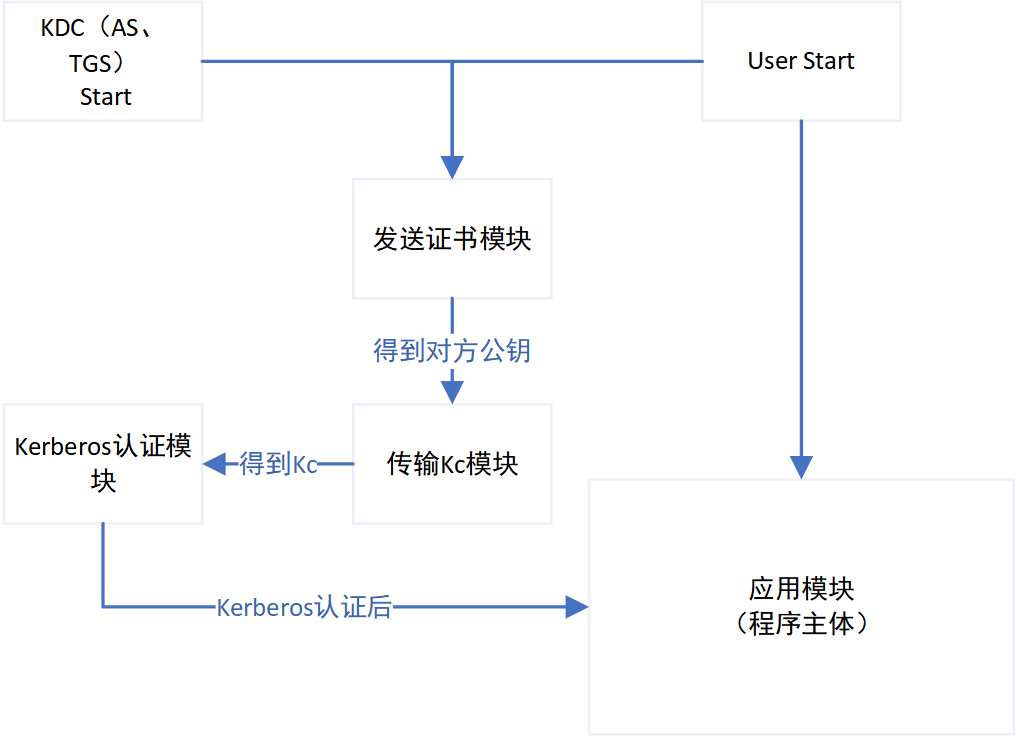 KDC（AS、
TGS）
Start
User Start
发送证书模块
得到对方公钥
Kerberos认证模
块
得到Kc
传输Kc模块
应用模块
（程序主体）
Kerberos认证后